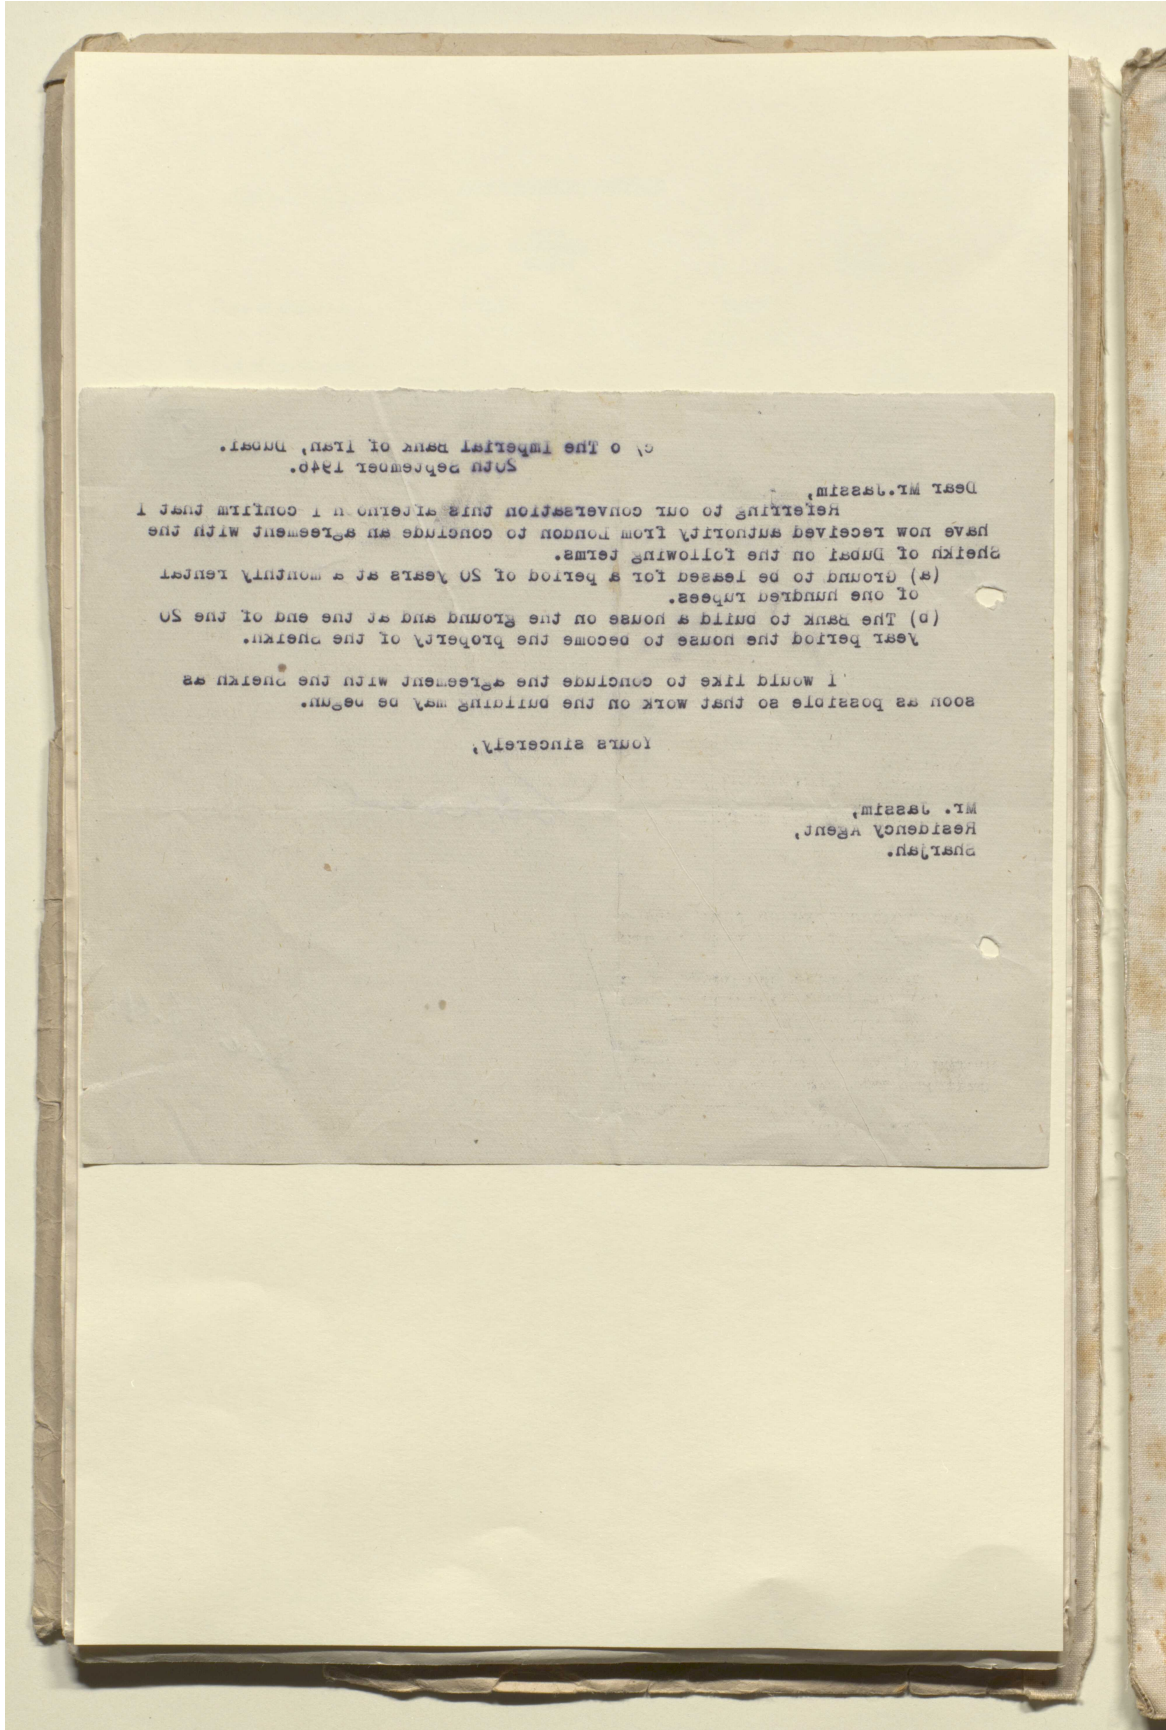 c/o The Imperial Bank of Iran, Dubai.
20th September 1946.
Dear Mr.Jassim,
Referring to our conversation this afterno n I confirm that I
have now received authority from London to conclude an agreement with the
Sheikh of Dubai on the following terms.
(a) Ground to be leased for a period of 20 years at a monthly rental
of one hundred rupees.
(b) The Bank to build a house on the ground and at the end of the 20
year period the house to become the property of the Sheikh.
I would like to conclude the agreement with the Sheikh as
soon as possible so that work on the building may be begun.
Yours sincerely,
Mr. Jassim,
Residency Agent,
Sharjah.